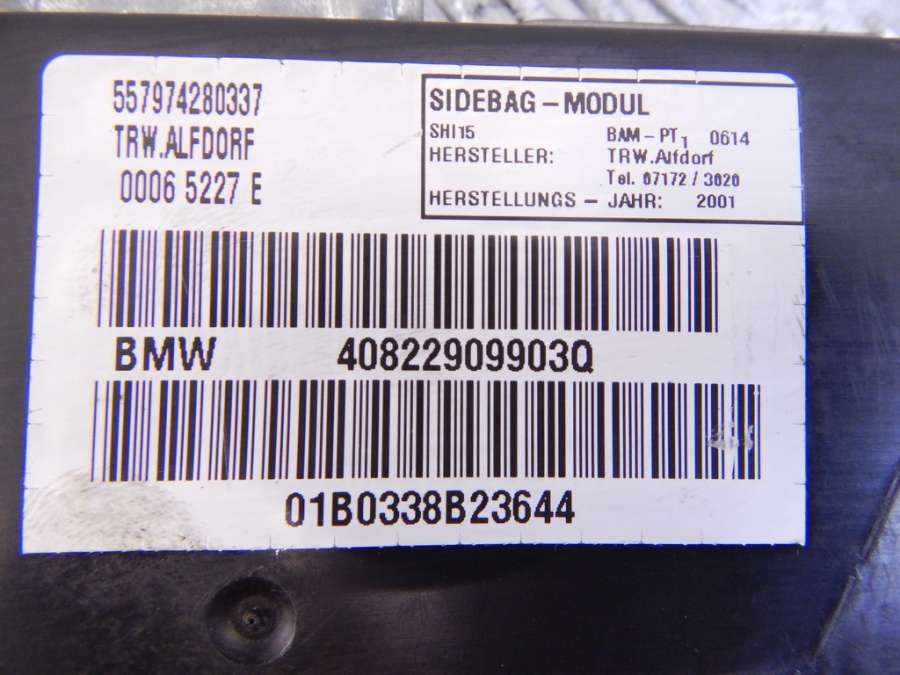 557974280337
TRW.ALFDORF
0006 5227 E
SIDEBAG – MODUL
SHI15 BAM – PT1 0614
HERSTELLER: TRW.Alfdorf
Tel. 07172 / 3020
HERSTELLUNGS – JAHR: 2001
BMW 40822909903Q
01B0338B23644